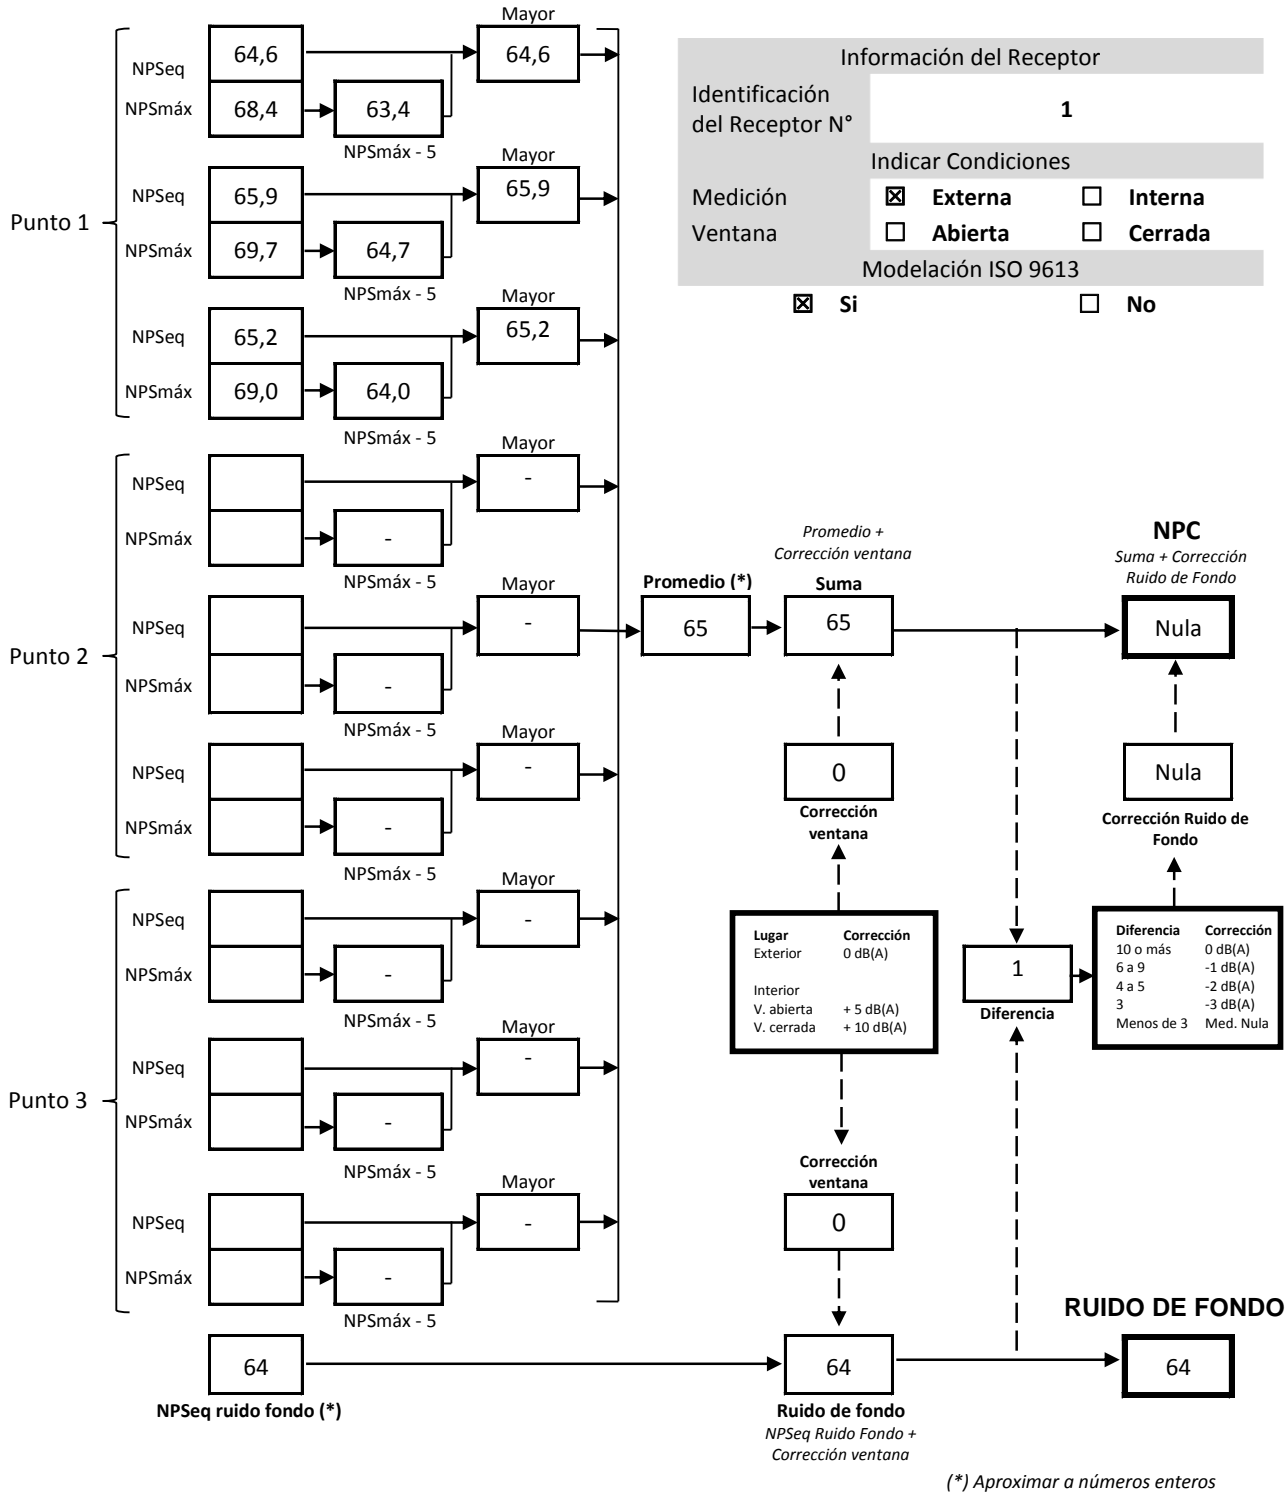 Mayor
NPSeq 64,6 64,6
NPSmáx 68,4 63,4
NPSmáx - 5
Mayor
NPSeq 65,9 65,9
Punto 1
NPSmáx 69,7 64,7
NPSmáx - 5
Mayor
NPSeq 65,2 65,2
NPSmáx 69,0 64,0
NPSmáx - 5
Información del Receptor
Identificación
del Receptor N° 1
Indicar Condiciones
Medición ☒ Externa ☐ Interna
Ventana ☐ Abierta ☐ Cerrada
Modelación ISO 9613
☒ Si ☐ No
Mayor
NPSeq -
NPSmáx -
NPSmáx - 5
Mayor
NPSeq -
Punto 2
NPSmáx -
NPSmáx - 5
Mayor
NPSeq -
NPSmáx -
NPSmáx - 5
Mayor
NPSeq -
NPSmáx -
NPSmáx - 5
Mayor
NPSeq -
Punto 3
NPSmáx -
NPSmáx - 5
Mayor
NPSeq -
NPSmáx -
NPSmáx - 5
Promedio (*)
65
Promedio +
Corrección ventana
Suma
65
0
Corrección
ventana
Lugar Corrección
Exterior 0 dB(A)
Interior
V. abierta + 5 dB(A)
V. cerrada + 10 dB(A)
Corrección
ventana
0
NPC
Suma + Corrección
Ruido de Fondo
Nula
Nula
Corrección Ruido de
Fondo
1
Diferencia
Diferencia Corrección
10 o más 0 dB(A)
6 a 9 -1 dB(A)
4 a 5 -2 dB(A)
3 -3 dB(A)
Menos de 3 Med. Nula
RUIDO DE FONDO
64 64 64
NPSeq ruido fondo (*)
Ruido de fondo
NPSeq Ruido Fondo +
Corrección ventana
(*) Aproximar a números enteros